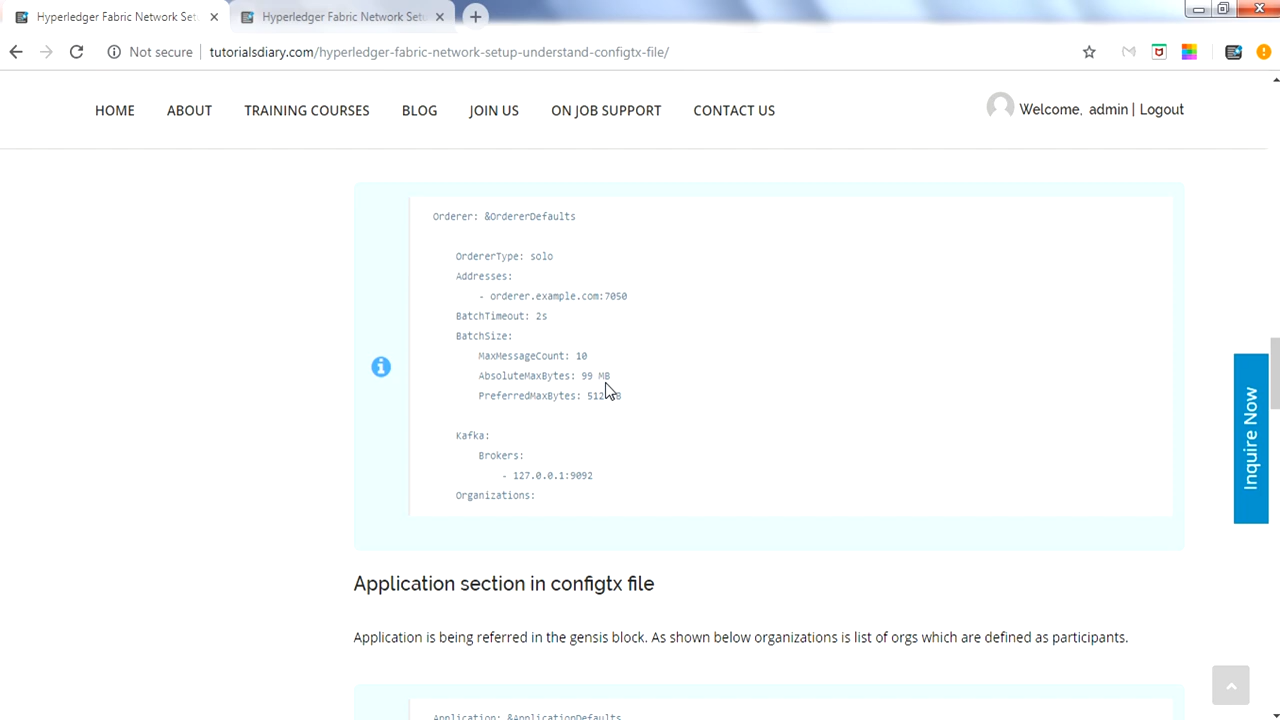 Hyperledger Fabric Network Set
Hyperledger Fabric Network Setu
Not secure
tutorialsdiary.com/hyperledger-fabric-network-setup-understand-configtx-file/
HOME ABOUT TRAINING COURSES BLOG JOIN US ON JOB SUPPORT CONTACT US
Welcome, admin | Logout
Orderer: &OrdererDefaults
OrdererType: solo
Addresses:
- orderer.example.com:7050
BatchTimeout: 2s
BatchSize:
MaxMessageCount: 10
AbsoluteMaxBytes: 99 MB
PreferredMaxBytes:
Kafka:
Brokers:
- 127.0.0.1:9092
Organizations:
Inquire Now
Application section in configtx file
Application is being referred in the gensis block. As shown below organizations is list of orgs which are defined as participants.
Application: &ApplicationDefaults